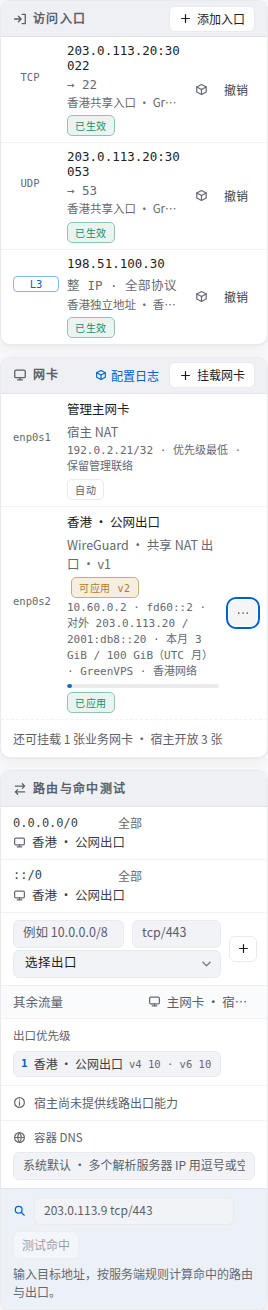 访问入口
+ 添加入口
TCP
203.0.113.20:30
022
→ 22
香港共享入口 · Gr…
已生效
撤销
UDP
203.0.113.20:30
053
→ 53
香港共享入口 · Gr…
已生效
撤销
L3
198.51.100.30
整 IP · 全部协议
香港独立地址 · 香…
已生效
撤销
网卡
配置日志
+ 挂载网卡
enp0s1
管理主网卡
宿主 NAT
192.0.2.21/32 · 优先级最低 ·
保留管理联络
自动
enp0s2
香港 · 公网出口
WireGuard · 共享 NAT 出
口 · v1
可应用 v2
10.60.0.2 · fd60::2 ·
对外 203.0.113.20 /
2001:db8::20 · 本月 3
GiB / 100 GiB（UTC 月）
· GreenVPS · 香港网络
已应用
…
还可挂载 1 张业务网卡 · 宿主开放 3 张
路由与命中测试
0.0.0.0/0 全部
香港 · 公网出口
::/0 全部
香港 · 公网出口
例如 10.0.0.0/8
tcp/443
选择出口
+
其余流量
主网卡 · 宿…
出口优先级
1 香港 · 公网出口 v4 10 · v6 10
宿主尚未提供线路出口能力
容器 DNS
系统默认 · 多个解析服务器 IP 用逗号或空
203.0.113.9 tcp/443
测试命中
输入目标地址，按服务端规则计算命中的路由
与出口。